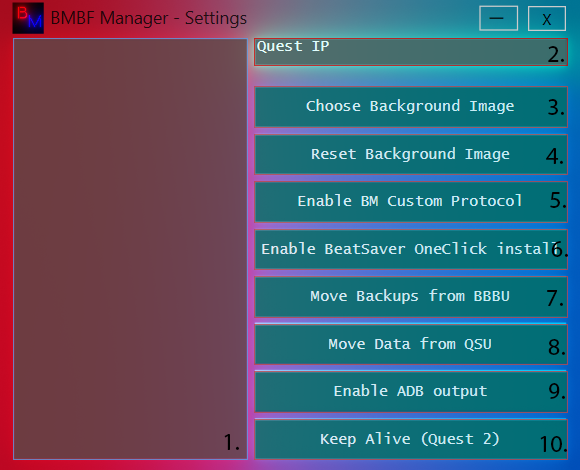 BM
BMBF Manager - Settings
— X
Quest IP 2.
Choose Background Image 3.
Reset Background Image 4.
Enable BM Custom Protocol 5.
Enable BeatSaver OneClick install 6.
Move Backups from BBBU 7.
Move Data from QSU 8.
Enable ADB output 9.
Keep Alive (Quest 2) 10.
1.